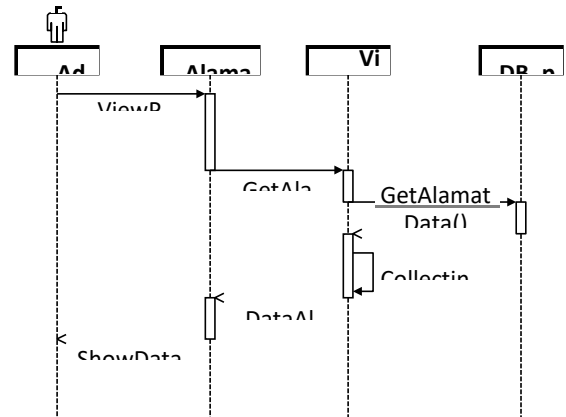 Ad
Alama
Vi
DB_p
ViewP
GetAla
GetAlamat
Data()
Collectin
DataAl
ShowData